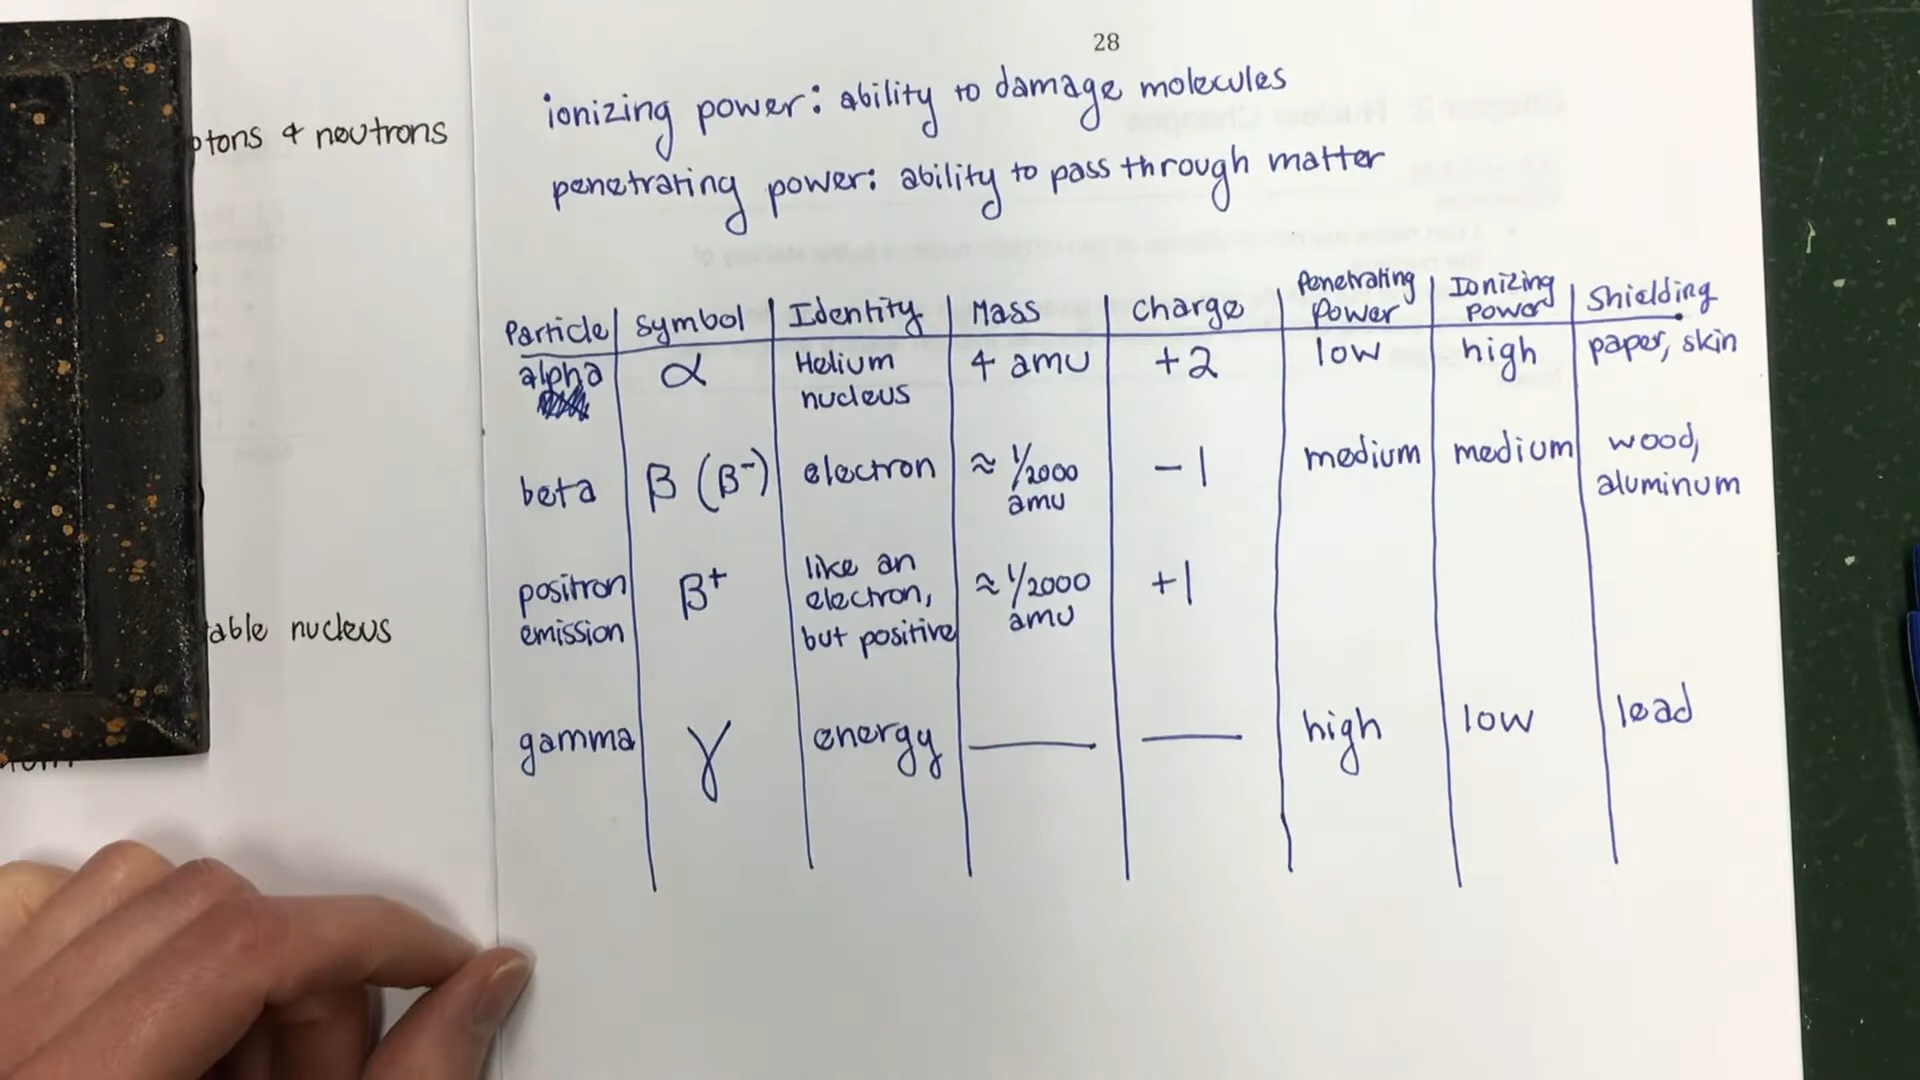 28
ionizing power: ability to damage molecules
penetrating power: ability to pass through matter
neutrons
nucleus
Particle symbol Identity Mass charge Penetrating Power Ionizing Power Shielding
alpha α Helium nucleus 4 amu +2 low high paper, skin
beta β (β⁻) electron ≈ 1/2000 amu -1 medium medium wood, aluminum
positron emission β⁺ like an electron, but positive ≈ 1/2000 amu +1
gamma γ energy — — high low lead